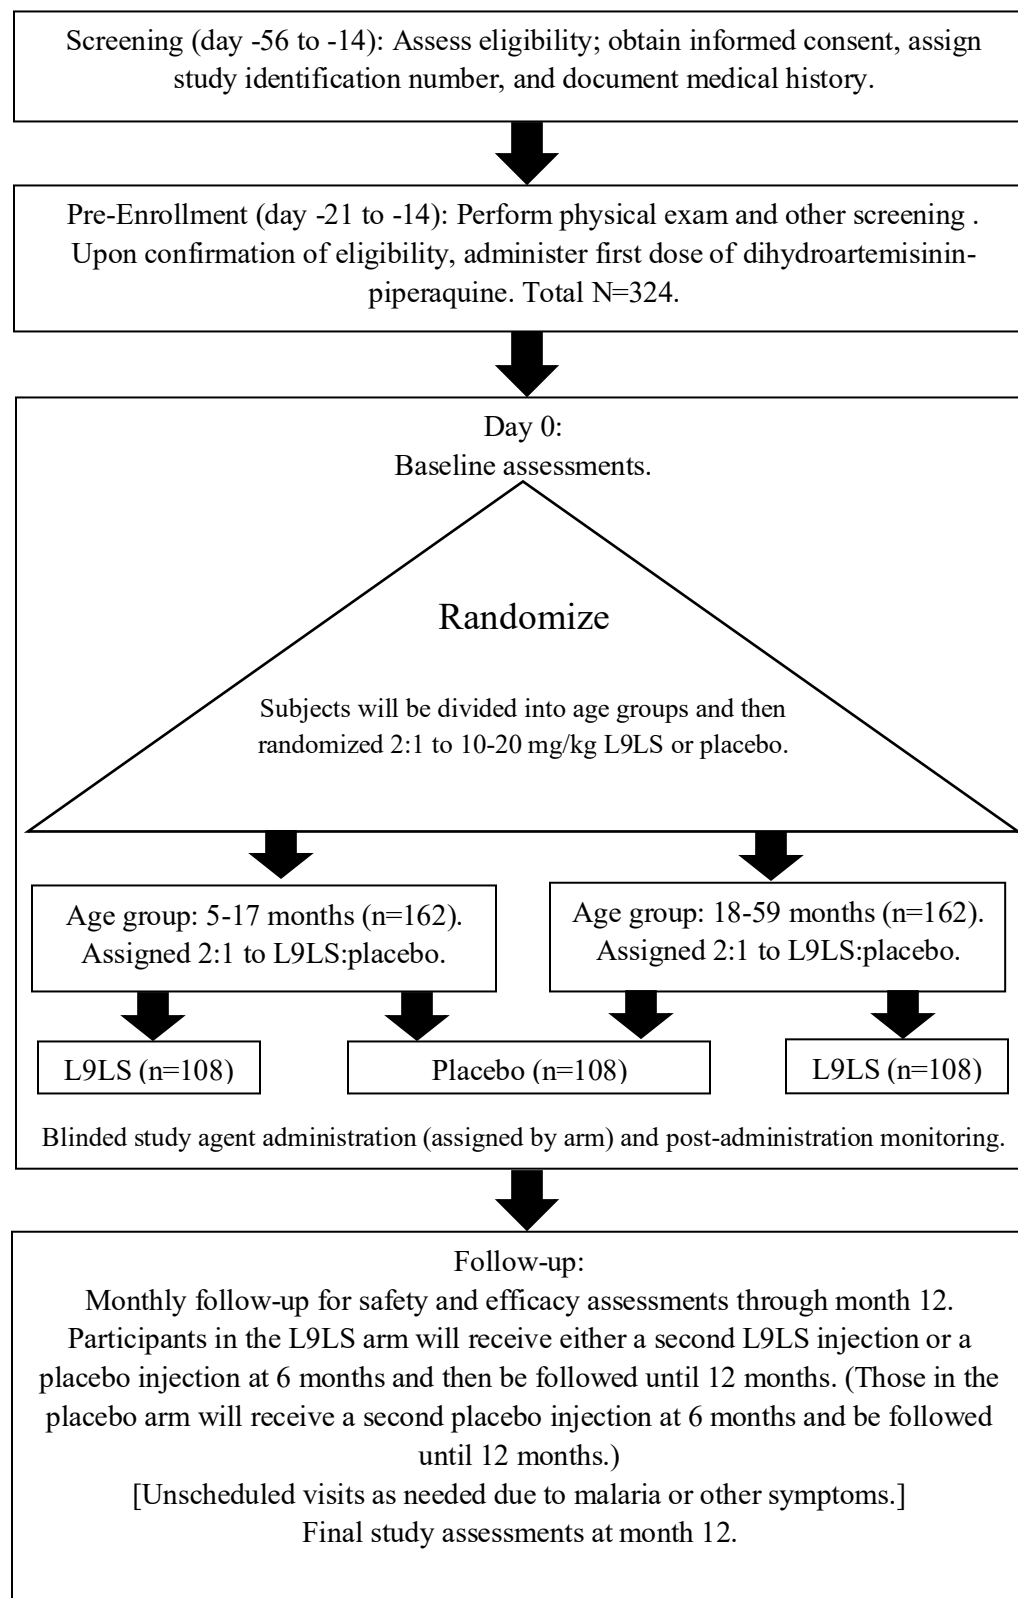 Screening (day -56 to -14): Assess eligibility; obtain informed consent, assign
study identification number, and document medical history.
Pre-Enrollment (day -21 to -14): Perform physical exam and other screening .
Upon confirmation of eligibility, administer first dose of dihydroartemisinin-
piperaquine. Total N=324.
Day 0:
Baseline assessments.
Randomize
Subjects will be divided into age groups and then
randomized 2:1 to 10-20 mg/kg L9LS or placebo.
Age group: 5-17 months (n=162).
Assigned 2:1 to L9LS:placebo.
Age group: 18-59 months (n=162).
Assigned 2:1 to L9LS:placebo.
L9LS (n=108)
Placebo (n=108)
L9LS (n=108)
Blinded study agent administration (assigned by arm) and post-administration monitoring.
Follow-up:
Monthly follow-up for safety and efficacy assessments through month 12.
Participants in the L9LS arm will receive either a second L9LS injection or a
placebo injection at 6 months and then be followed until 12 months. (Those in the
placebo arm will receive a second placebo injection at 6 months and be followed
until 12 months.)
[Unscheduled visits as needed due to malaria or other symptoms.]
Final study assessments at month 12.